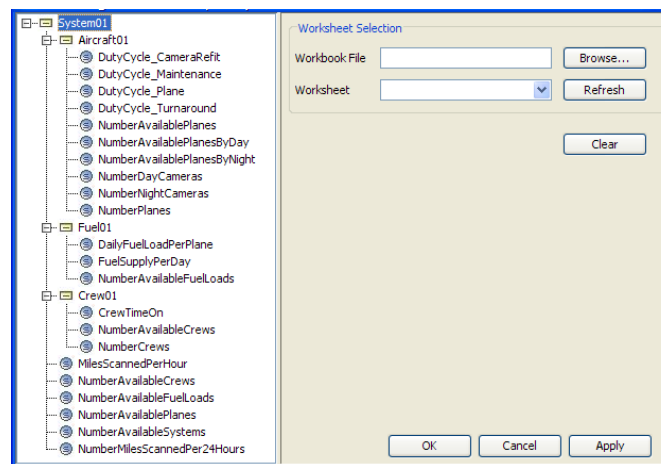 System01
Aircraft01
DutyCycle_CameraRefit
DutyCycle_Maintenance
DutyCycle_Plane
DutyCycle_Turnaround
NumberAvailablePlanes
NumberAvailablePlanesByDay
NumberAvailablePlanesByNight
NumberDayCameras
NumberNightCameras
NumberPlanes
Fuel01
DailyFuelLoadPerPlane
FuelSupplyPerDay
NumberAvailableFuelLoads
Crew01
CrewTimeOn
NumberAvailableCrews
NumberCrews
MilesScannedPerHour
NumberAvailableCrews
NumberAvailableFuelLoads
NumberAvailablePlanes
NumberAvailableSystems
NumberMilesScannedPer24Hours
Worksheet Selection
Workbook File Browse...
Worksheet Refresh
Clear
OK Cancel Apply